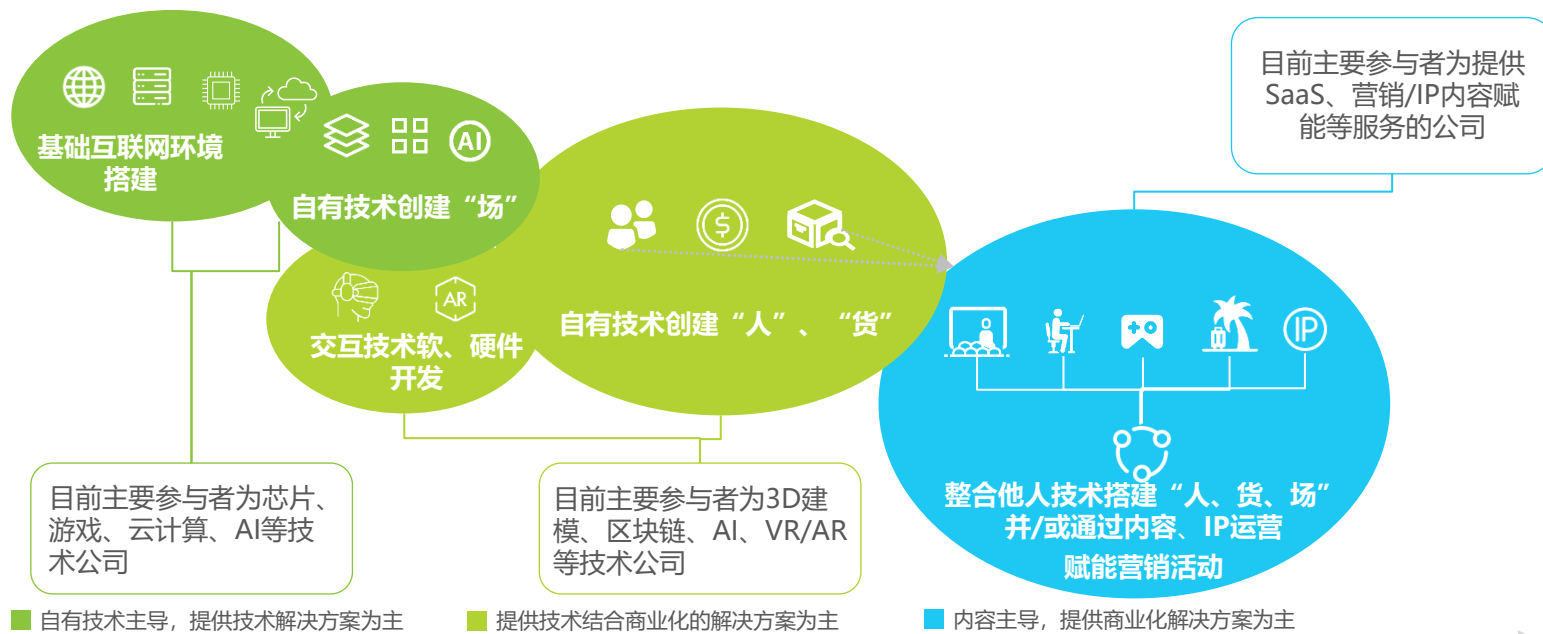 基础互联网环境
搭建
AI
自有技术创建“场”
AR
交互技术软、硬件
开发
$
自有技术创建“人”、“货”
目前主要参与者为提供
SaaS、营销/IP内容赋
能等服务的公司
IP
整合他人技术搭建“人、货、场”
并/或通过内容、IP运营
赋能营销活动
目前主要参与者为芯片、
游戏、云计算、AI等技
术公司
目前主要参与者为3D建
模、区块链、AI、VR/AR
等技术公司
自有技术主导，提供技术解决方案为主
提供技术结合商业化的解决方案为主
内容主导，提供商业化解决方案为主